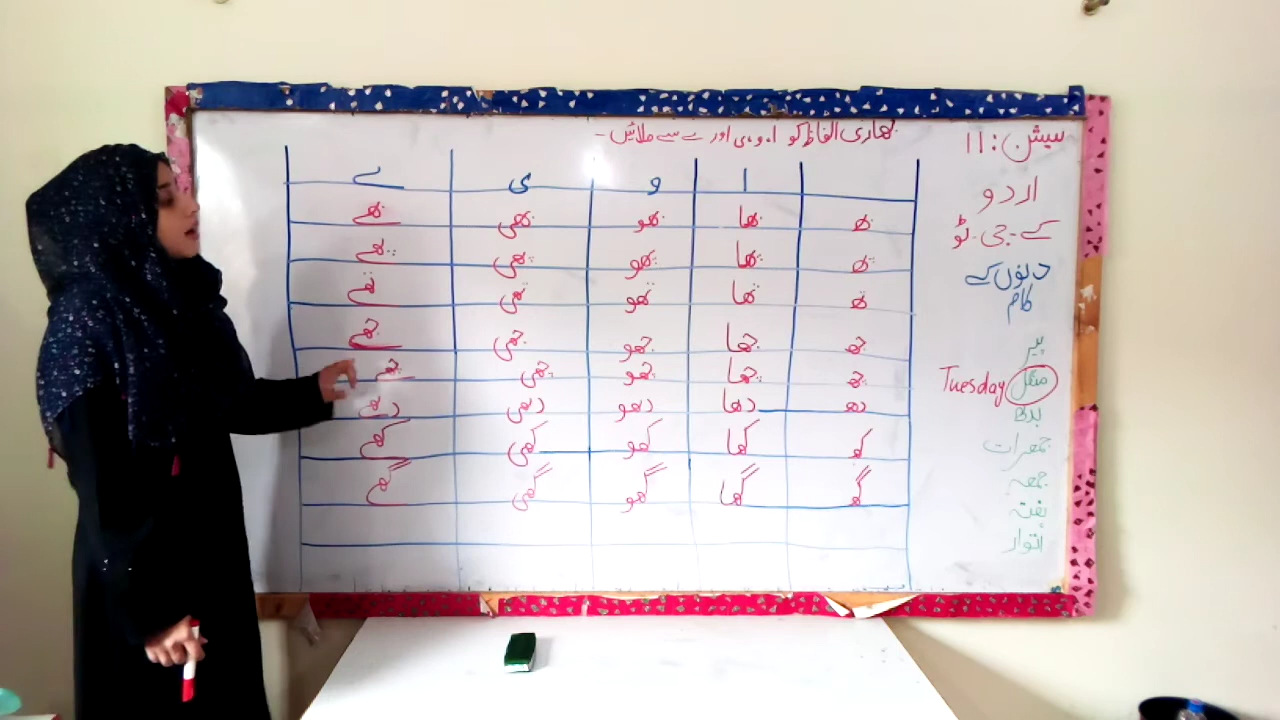 سیشن: 11
اردو
کے-جی-ٹو
دنوں کے
کام
پیر
Tuesday منگل
بدھ
جمعرات
جمعہ
ہفتہ
اتوار
بھاری الفاظ کو ا، و، ی اور ے سے ملائیں-
ا و ی ے
بھ بھا بھو بھی بھے
پھ پھا پھو پھی پھے
تھ تھا تھو تھی تھے
جھ جھا جھو جھی جھے
چھ چھا چھو چھی چھے
دھ دھا دھو دھی دھے
کھ کھا کھو کھی کھے
گھ گھا گھو گھی گھے